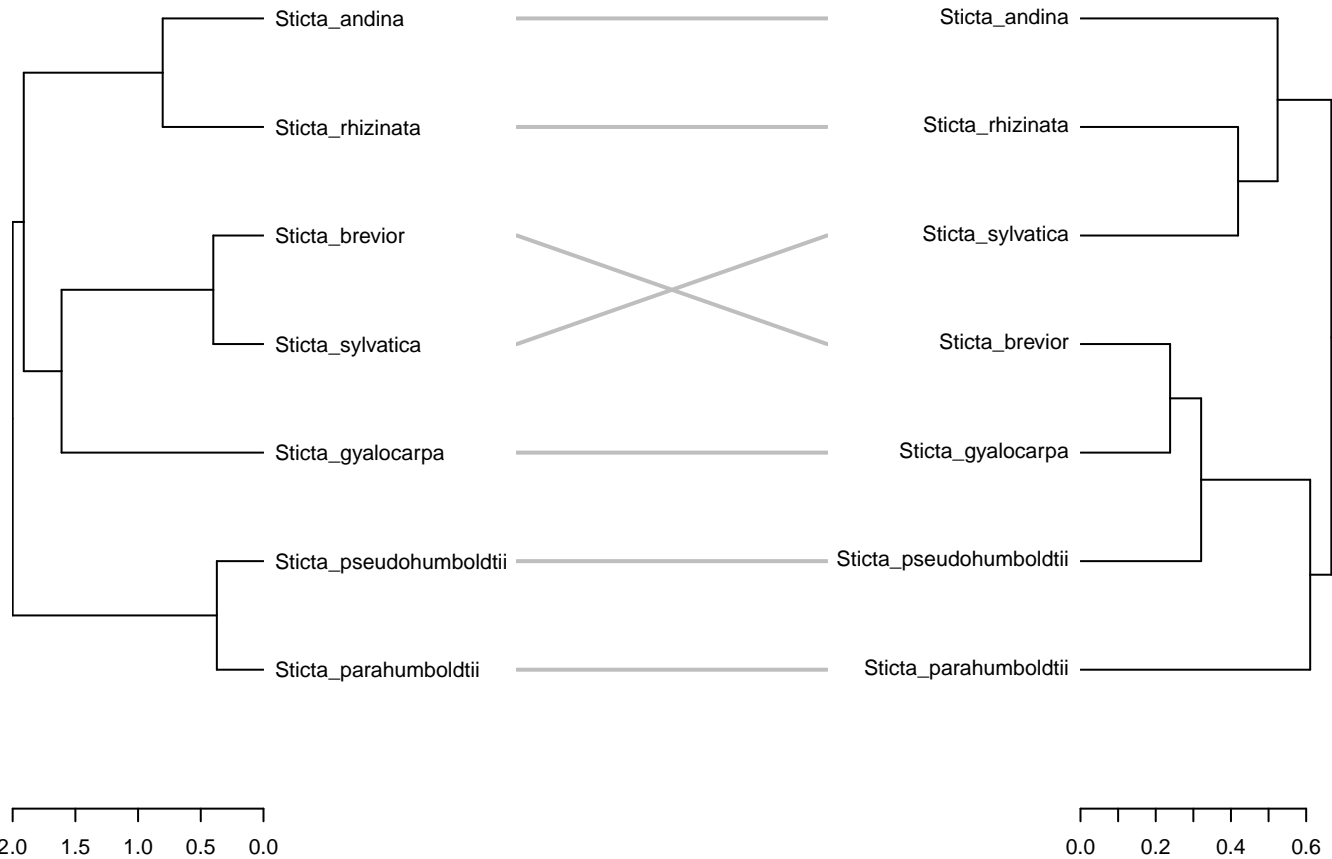 Sticta_andina
Sticta_rhizinata
Sticta_brevior
Sticta_sylvatica
Sticta_gyalocarpa
Sticta_pseudohumboldtii
Sticta_parahumboldtii
Sticta_andina
Sticta_rhizinata
Sticta_sylvatica
Sticta_brevior
Sticta_gyalocarpa
Sticta_pseudohumboldtii
Sticta_parahumboldtii
2.0 1.5 1.0 0.5 0.0
0.0 0.2 0.4 0.6